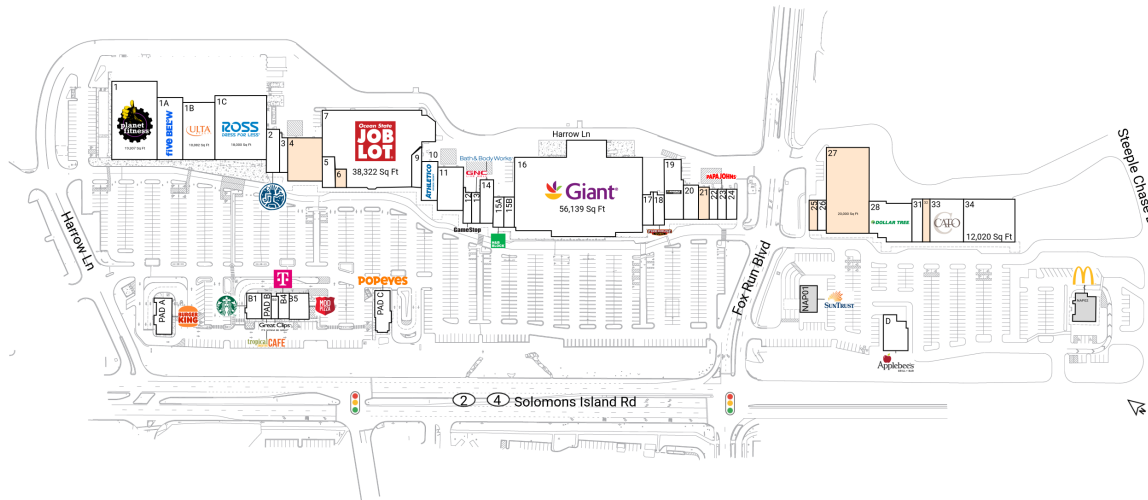 Harrow Ln
1
planet
fitness
1A
five BEL°W
1B
ULTA
BEAUTY
1C
ROSS
DRESS FOR LESS
2
3
4
5
6
7
Ocean State
JOB
LOT
38,322 Sq Ft
9
10
ATHLETICO
11
Bath & Body Works
GNC
12
13
14
GameStop
15A
15B
H&R
BLOCK
16
Giant
56,139 Sq Ft
17
18
19
20
21
PAPA JOHNS
22
23
24
25
26
27
28
DOLLAR TREE
31
33
CATO
34
12,020 Sq Ft
Steeple Chase
Harrow Ln
Fox Run Blvd
PAD A
BURGER
KING
B1
PAD B
B4
B5
T
MOD
PIZZA
Great Clips
tropical
CAFÉ
POPEYES
PAD C
NAP01
SUNTRUST
D
Applebee's
NAP02
2 4 Solomons Island Rd
N